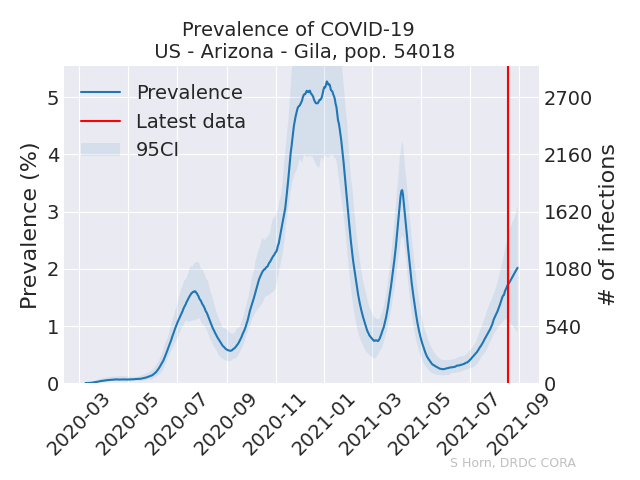 Prevalence of COVID-19
US - Arizona - Gila, pop. 54018
Prevalence
Latest data
95CI
Prevalence (%)
5
4
3
2
1
0
# of infections
2700
2160
1620
1080
540
0
2020-03
2020-05
2020-07
2020-09
2020-11
2021-01
2021-03
2021-05
2021-07
2021-09
S Horn, DRDC CORA